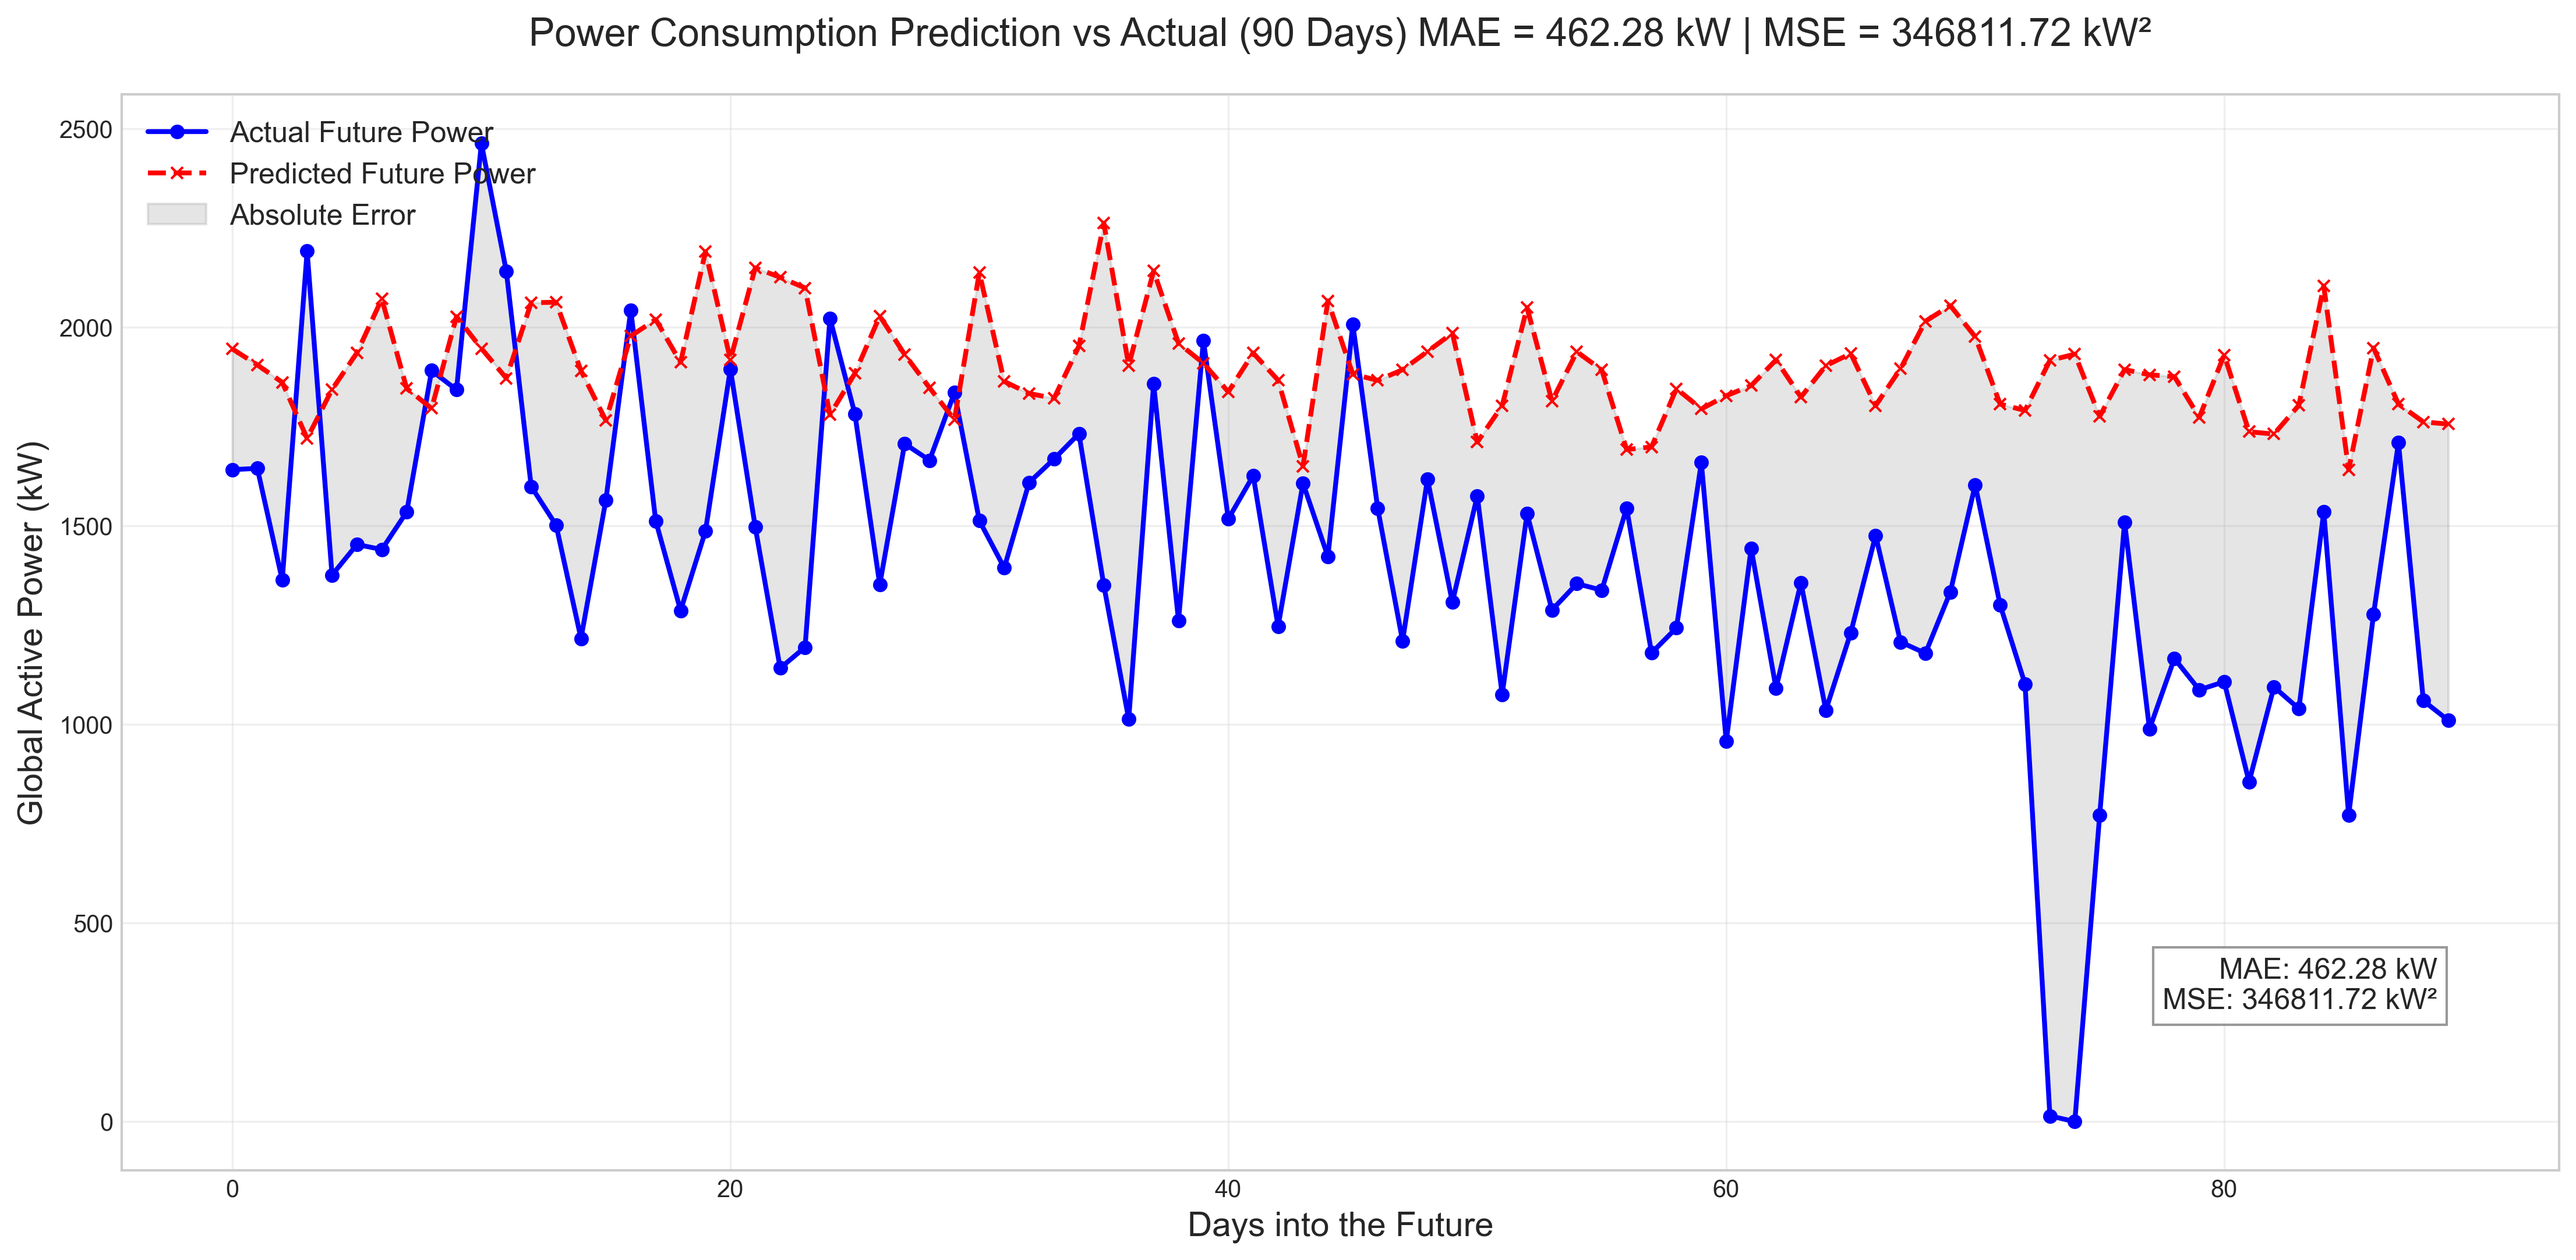 Power Consumption Prediction vs Actual (90 Days) MAE = 462.28 kW | MSE = 346811.72 kW²
Actual Future Power
Predicted Future Power
Absolute Error
Global Active Power (kW)
2500
2000
1500
1000
500
0
MAE: 462.28 kW
MSE: 346811.72 kW²
0
20
40
60
80
Days into the Future